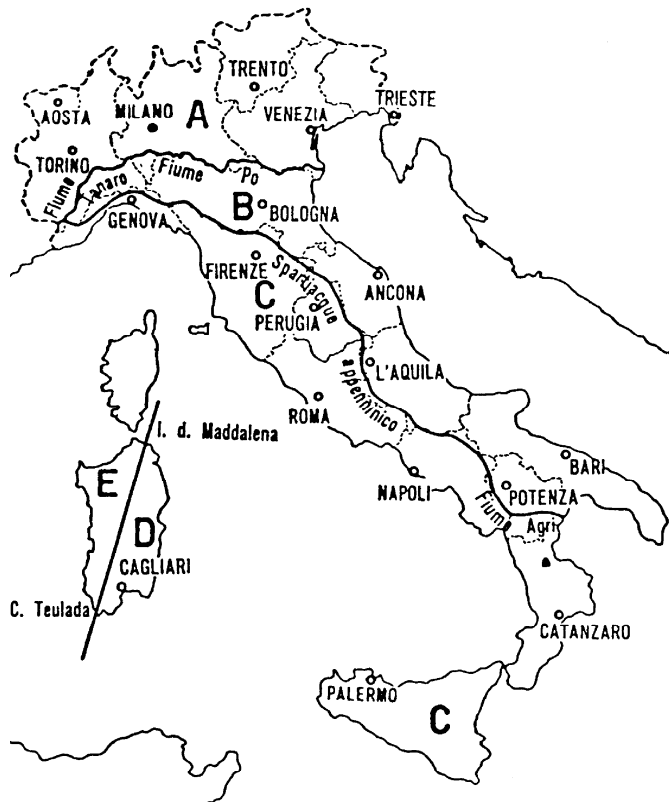 TRENTO
AOSTA
MILANO
A
VENEZIA
TRIESTE
TORINO
Fiume Tanaro
Fiume Po
B
BOLOGNA
GENOVA
FIRENZE
Spartiacque appenninico
C
ANCONA
PERUGIA
L'AQUILA
ROMA
I. d. Maddalena
BARI
E
NAPOLI
POTENZA
Fiume Agri
D
CAGLIARI
C. Teulada
CATANZARO
PALERMO
C